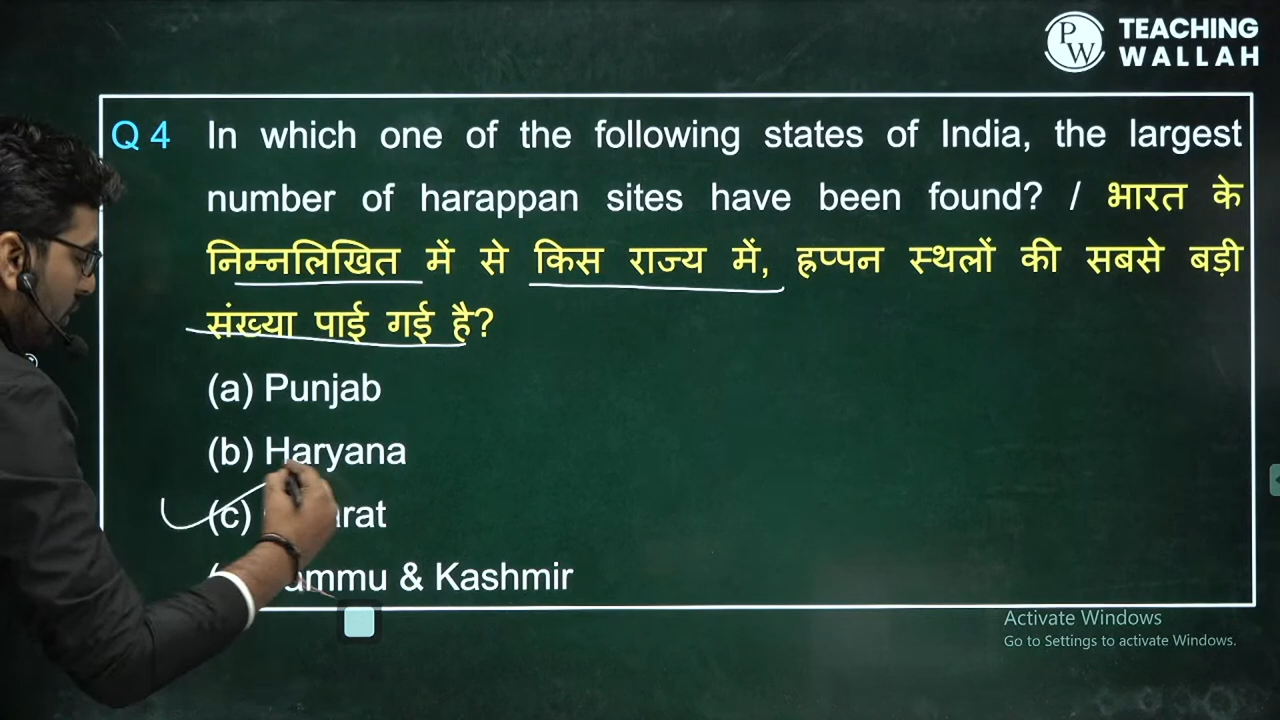 PW TEACHING
WALLAH
Q 4 In which one of the following states of India, the largest
number of harappan sites have been found? / भारत के
निम्नलिखित में से किस राज्य में, ह्रप्पन स्थलों की सबसे बड़ी
संख्या पाई गई है?
(a) Punjab
(b) Haryana
(c)
& Kashmir
Activate Windows
Go to Settings to activate Windows.